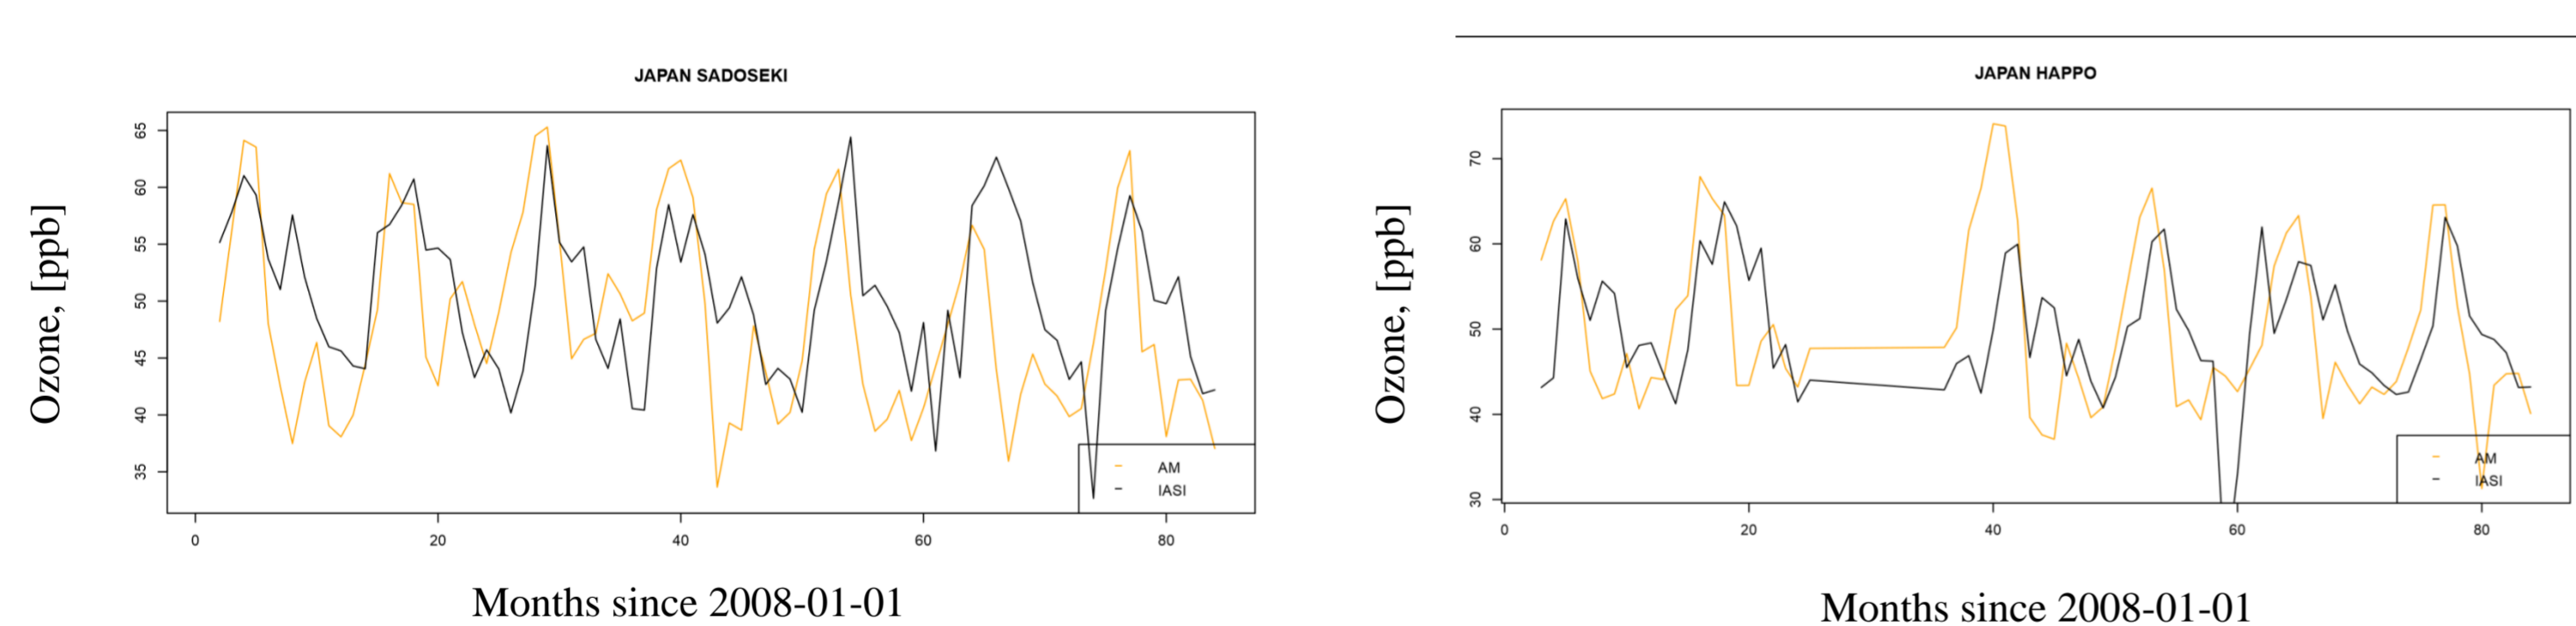 JAPAN SADOSEKI
Ozone, [ppb]
65
60
55
50
45
40
35
AM
IASI
0 20 40 60 80
Months since 2008-01-01
JAPAN HAPPO
Ozone, [ppb]
70
60
50
40
30
AM
IASI
0 20 40 60 80
Months since 2008-01-01